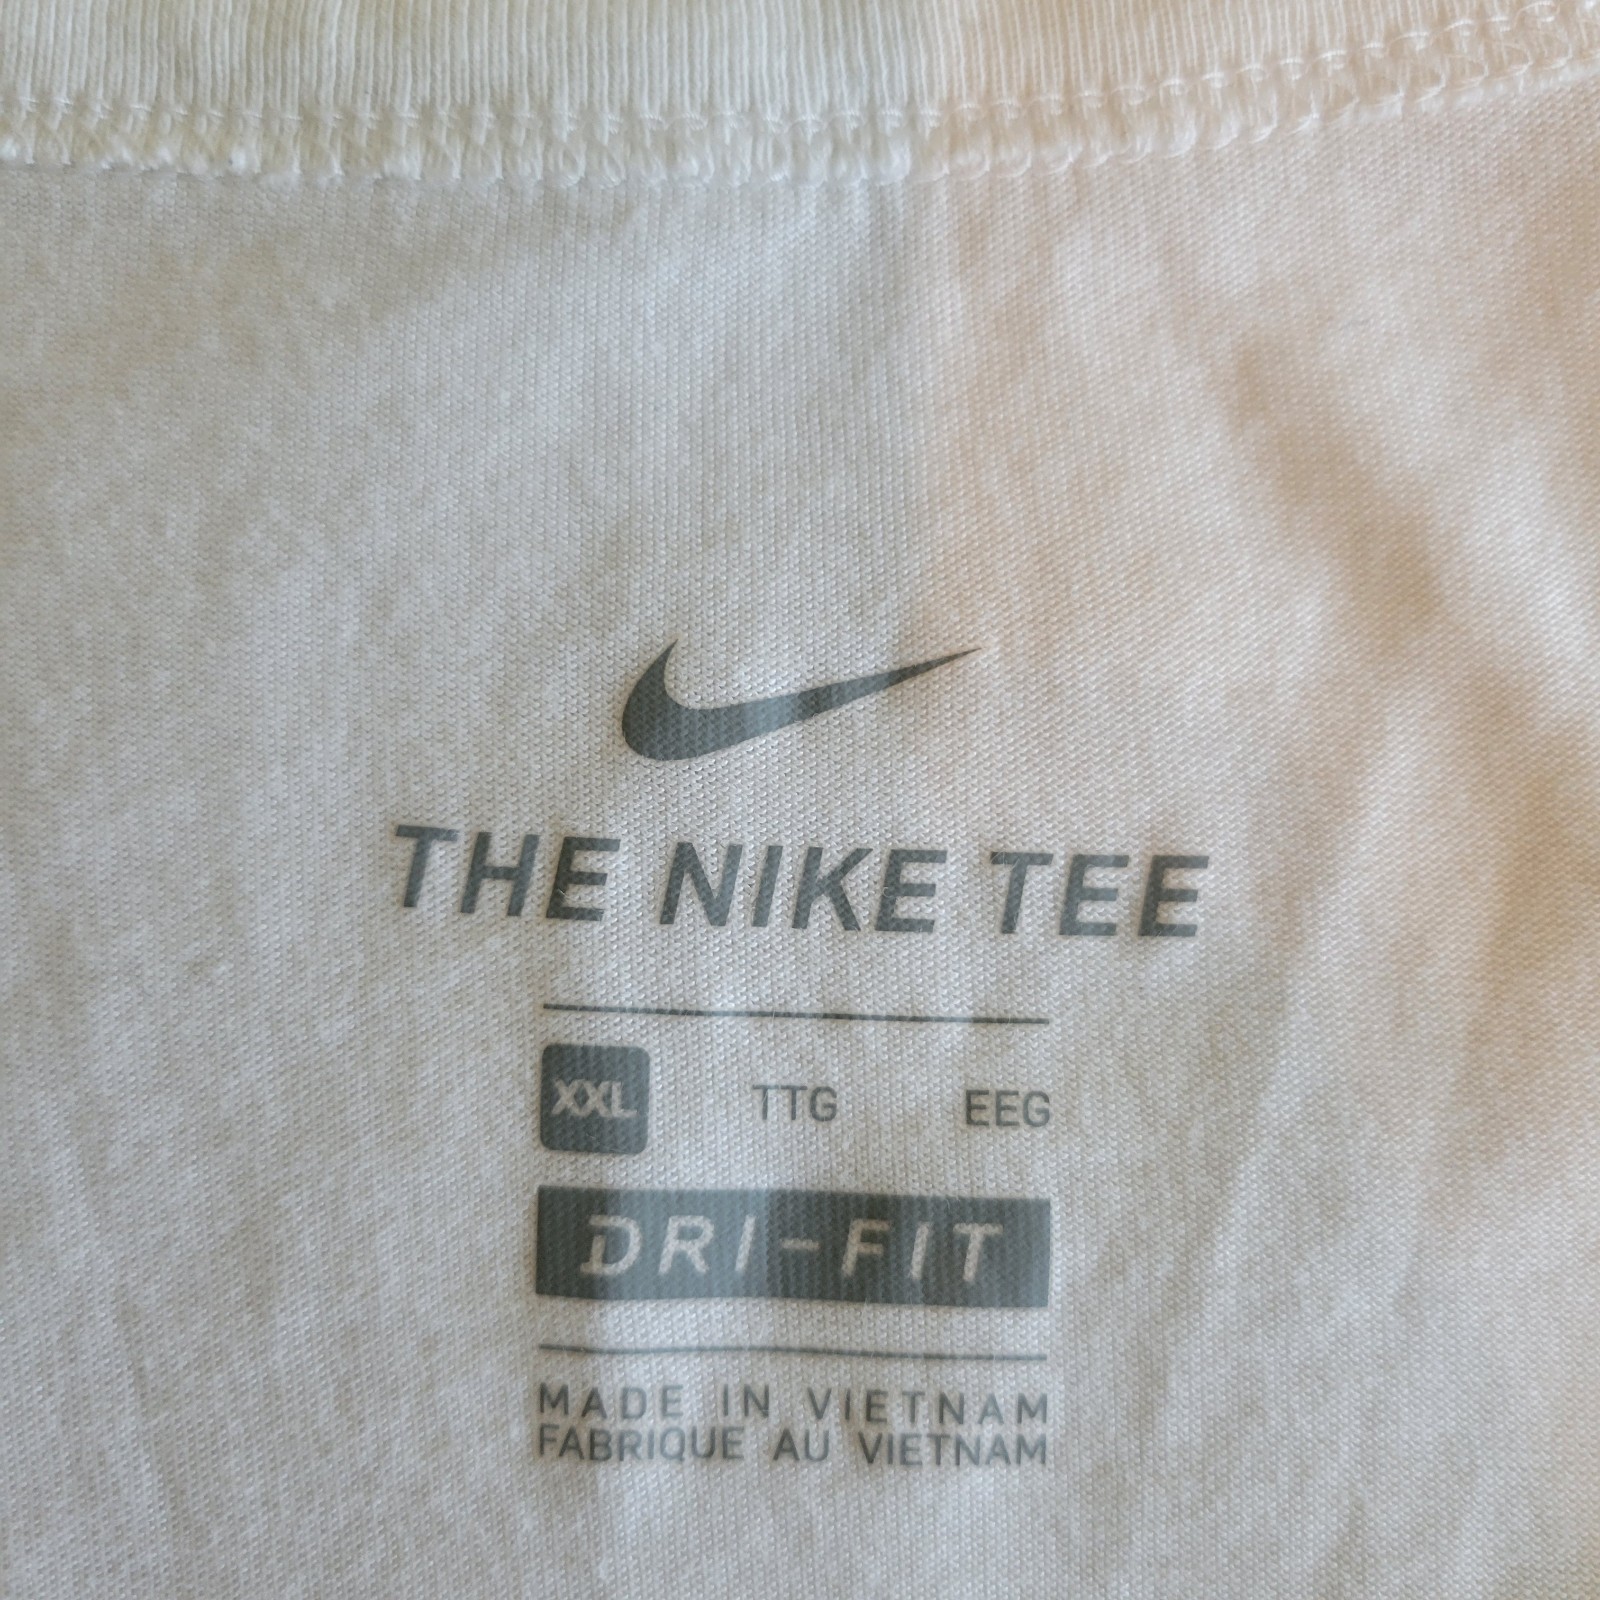 THE NIKE TEE
XXL TTG EEG
DRI-FIT
MADE IN VIETNAM
FABRIQUE AU VIETNAM